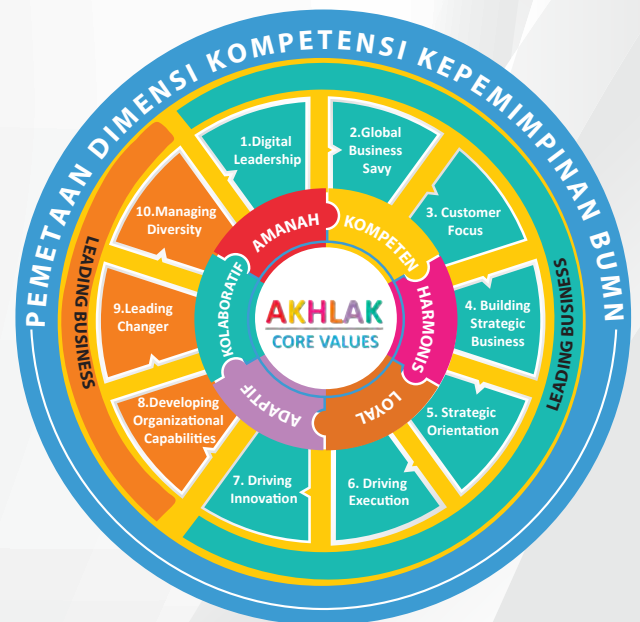 PEMETAAN DIMENSI KOMPETENSI KEPEMIMPINAN BUMN
LEADING BUSINESS
LEADING BUSINESS
1.Digital
Leadership
2.Global
Business
Savy
3. Customer
Focus
4. Building
Strategic
Business
5. Strategic
Orientation
6. Driving
Execution
7. Driving
Innovation
8.Developing
Organizational
Capabilities
9.Leading
Changer
10.Managing
Diversity
AMANAH
KOMPETEN
HARMONIS
LOYAL
ADAPTIF
KOLABORATIF
AKHLAK
CORE VALUES